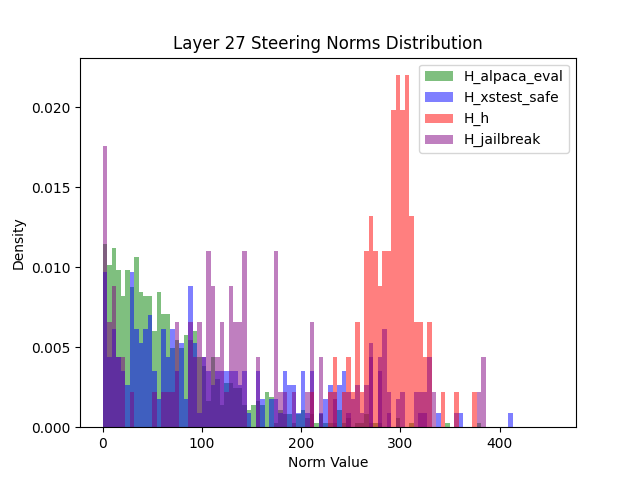 Layer 27 Steering Norms Distribution
H_alpaca_eval
H_xstest_safe
H_h
H_jailbreak
Density
0.020
0.015
0.010
0.005
0.000
0
100
200
300
400
Norm Value